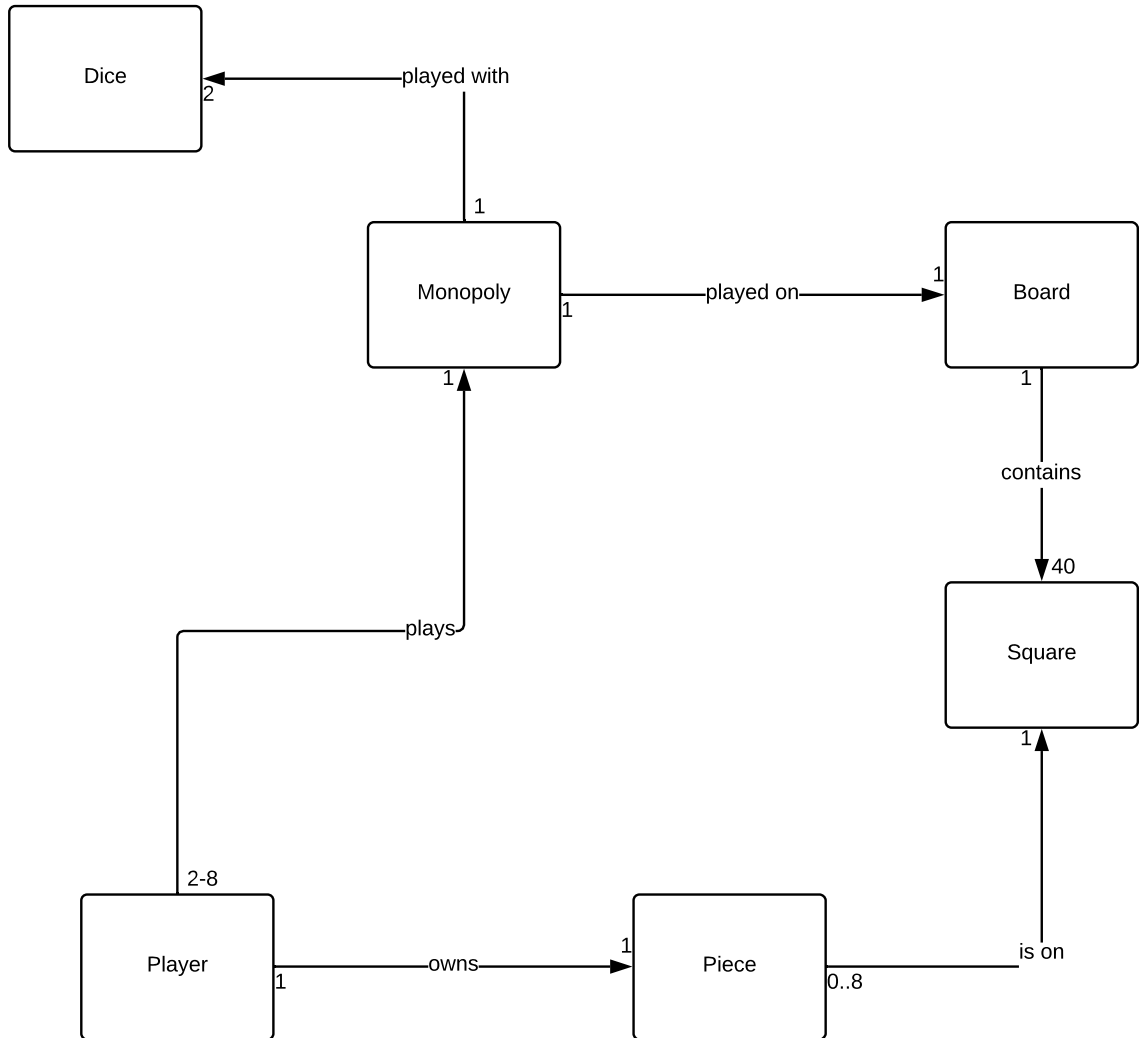 Dice
played with
2
1
Monopoly
1
played on
1
Board
1
1
contains
40
plays
Square
1
2-8
Player
1
owns
1
Piece
0..8
is on